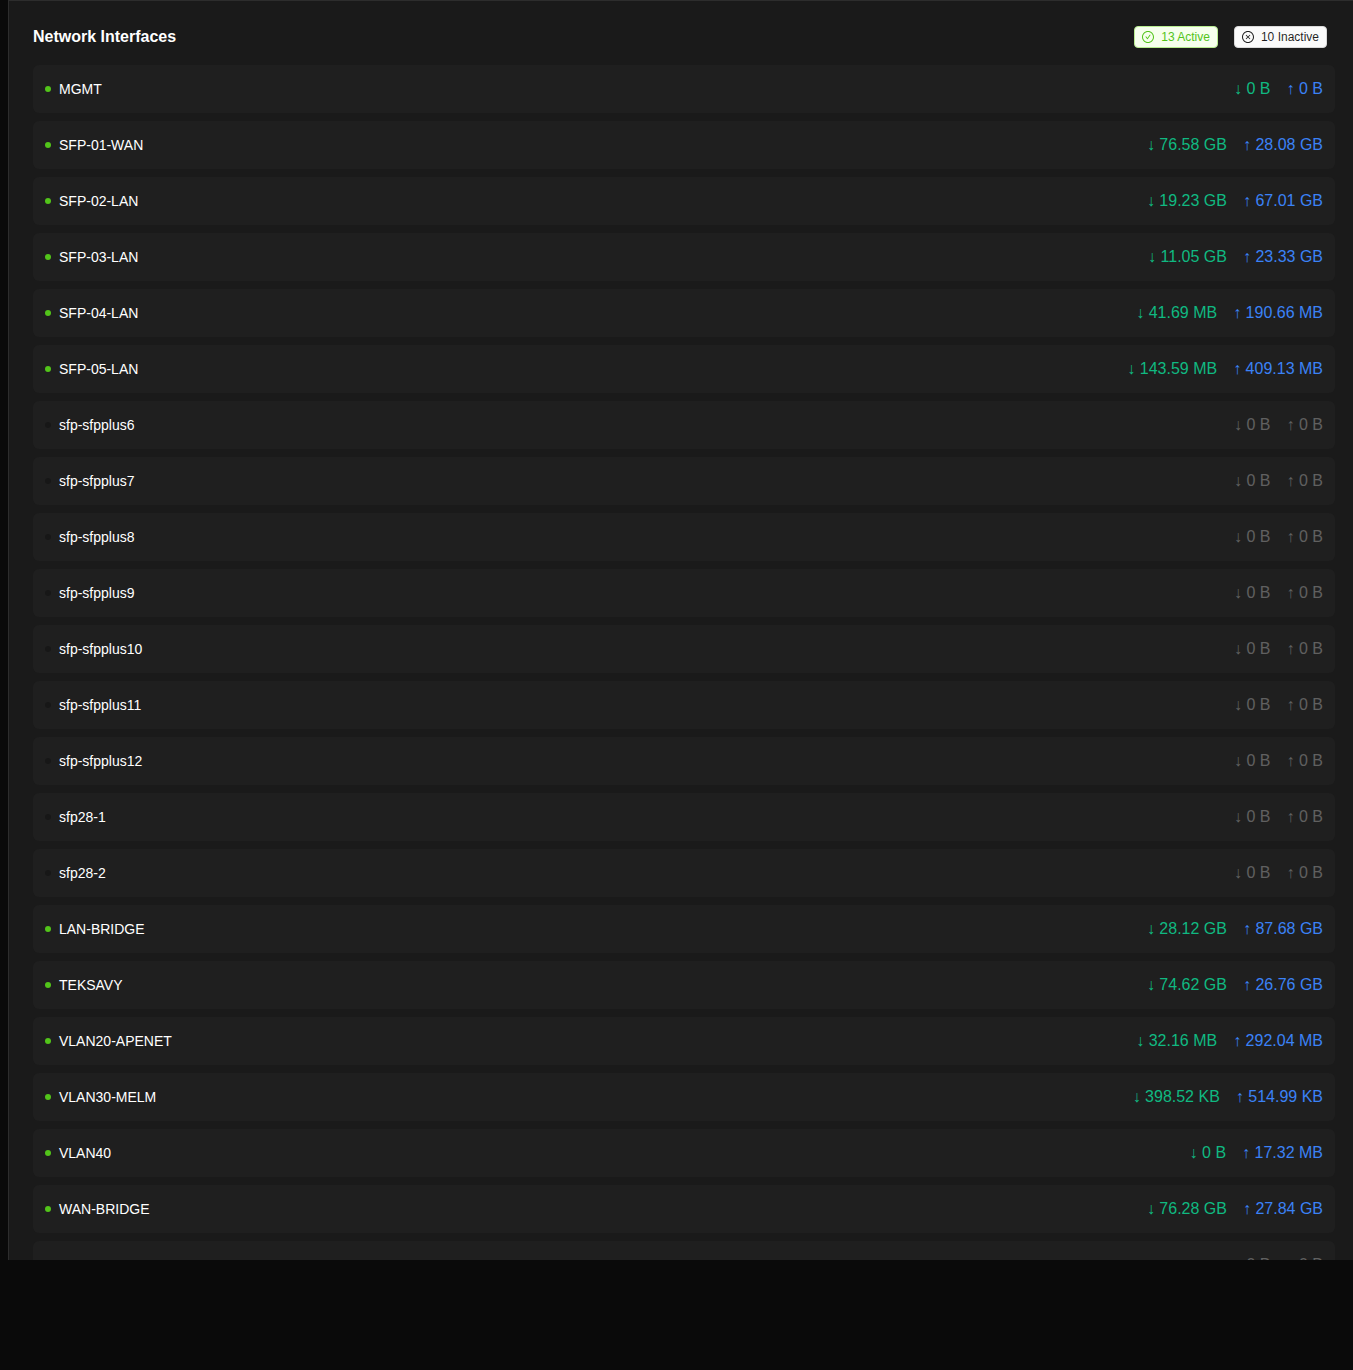 Network Interfaces 13 Active 10 Inactive
MGMT ↓ 0 B ↑ 0 B
SFP-01-WAN ↓ 76.58 GB ↑ 28.08 GB
SFP-02-LAN ↓ 19.23 GB ↑ 67.01 GB
SFP-03-LAN ↓ 11.05 GB ↑ 23.33 GB
SFP-04-LAN ↓ 41.69 MB ↑ 190.66 MB
SFP-05-LAN ↓ 143.59 MB ↑ 409.13 MB
sfp-sfpplus6 ↓ 0 B ↑ 0 B
sfp-sfpplus7 ↓ 0 B ↑ 0 B
sfp-sfpplus8 ↓ 0 B ↑ 0 B
sfp-sfpplus9 ↓ 0 B ↑ 0 B
sfp-sfpplus10 ↓ 0 B ↑ 0 B
sfp-sfpplus11 ↓ 0 B ↑ 0 B
sfp-sfpplus12 ↓ 0 B ↑ 0 B
sfp28-1 ↓ 0 B ↑ 0 B
sfp28-2 ↓ 0 B ↑ 0 B
LAN-BRIDGE ↓ 28.12 GB ↑ 87.68 GB
TEKSAVY ↓ 74.62 GB ↑ 26.76 GB
VLAN20-APENET ↓ 32.16 MB ↑ 292.04 MB
VLAN30-MELM ↓ 398.52 KB ↑ 514.99 KB
VLAN40 ↓ 0 B ↑ 17.32 MB
WAN-BRIDGE ↓ 76.28 GB ↑ 27.84 GB